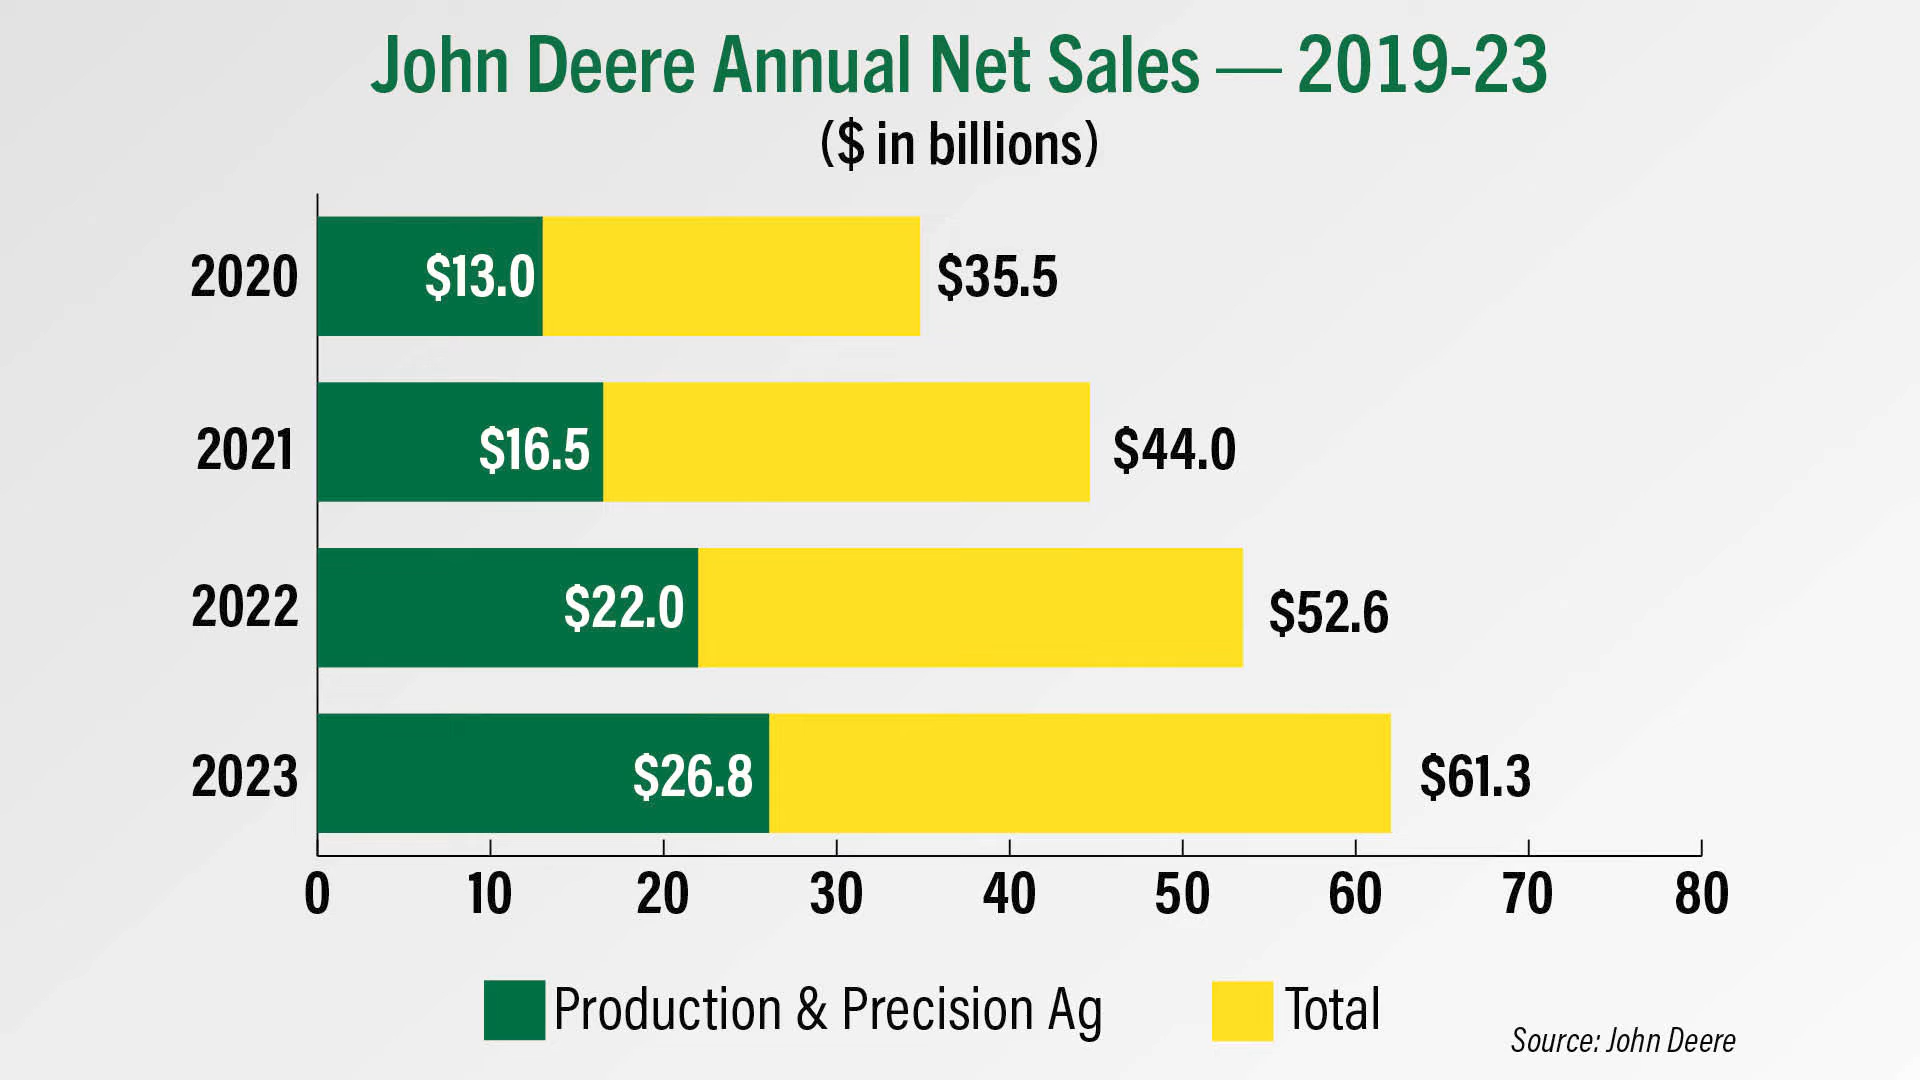 John Deere Annual Net Sales — 2019-23
($ in billions)
2020 $13.0 $35.5
2021 $16.5 $44.0
2022 $22.0 $52.6
2023 $26.8 $61.3
0 10 20 30 40 50 60 70 80
Production & Precision Ag Total
Source: John Deere